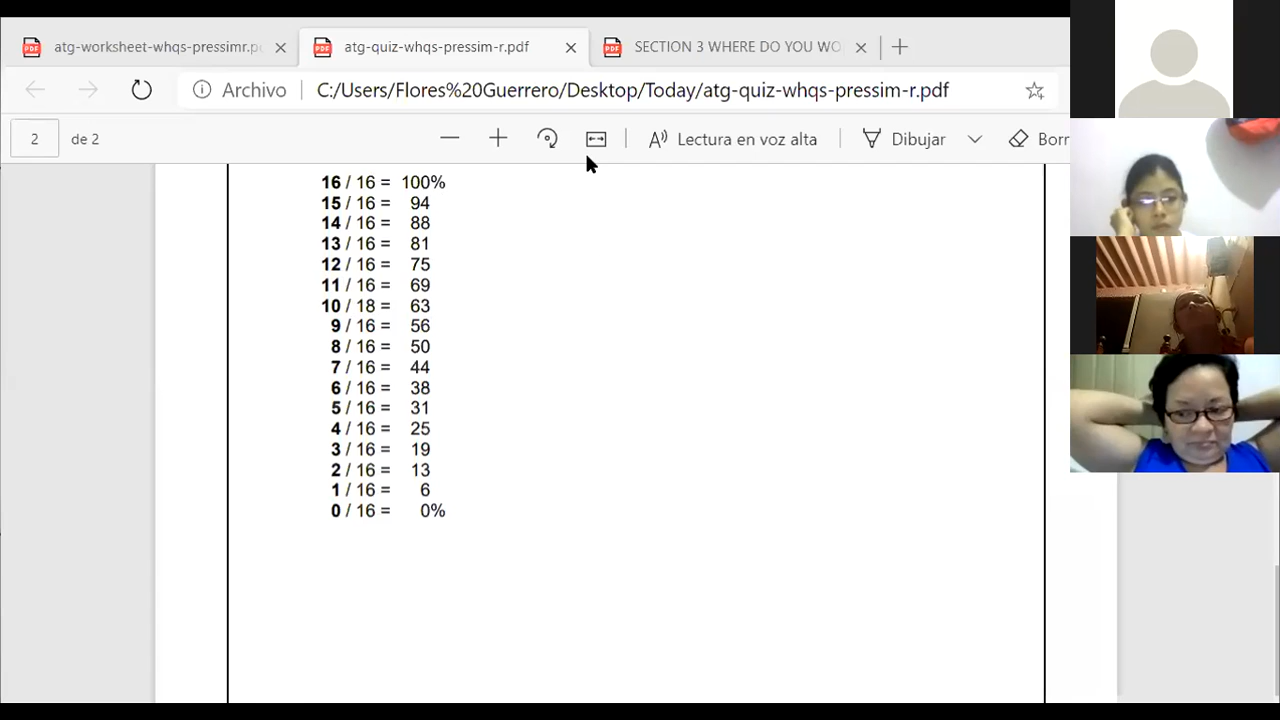 atg-worksheet-whqs-pressimr.p
atg-quiz-whqs-pressim-r.pdf
SECTION 3 WHERE DO YOU WO
Archivo
C:/Users/Flores%20Guerrero/Desktop/Today/atg-quiz-whqs-pressim-r.pdf
2 de 2
Lectura en voz alta
Dibujar
Borr
16 / 16 = 100%
15 / 16 = 94
14 / 16 = 88
13 / 16 = 81
12 / 16 = 75
11 / 16 = 69
10 / 18 = 63
9 / 16 = 56
8 / 16 = 50
7 / 16 = 44
6 / 16 = 38
5 / 16 = 31
4 / 16 = 25
3 / 16 = 19
2 / 16 = 13
1 / 16 = 6
0 / 16 = 0%